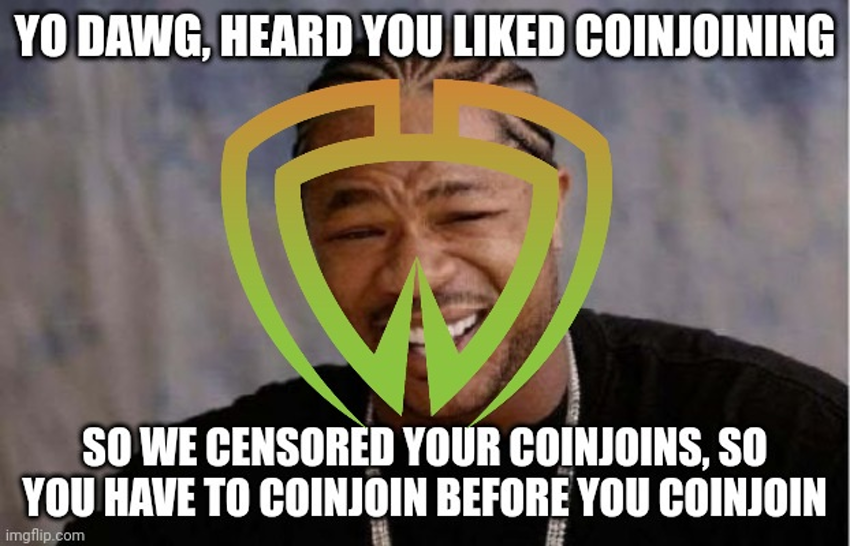 YO DAWG, HEARD YOU LIKED COINJOINING
SO WE CENSORED YOUR COINJOINS, SO
YOU HAVE TO COINJOIN BEFORE YOU COINJOIN
imgflip.com